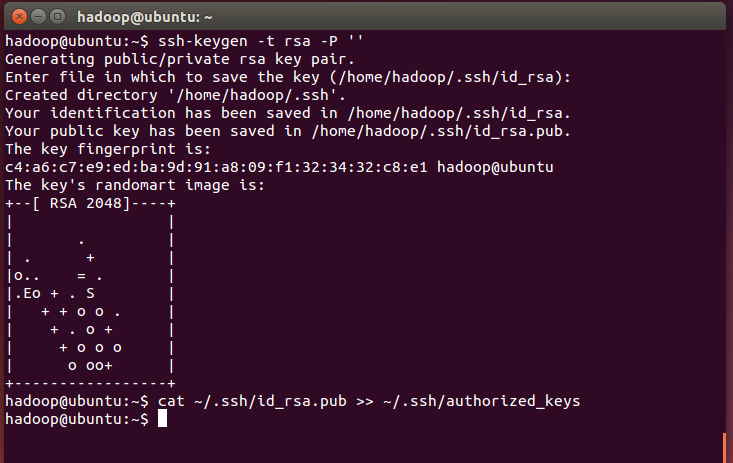 hadoop@ubuntu: ~
hadoop@ubuntu:~$ ssh-keygen -t rsa -P ''
Generating public/private rsa key pair.
Enter file in which to save the key (/home/hadoop/.ssh/id_rsa):
Created directory '/home/hadoop/.ssh'.
Your identification has been saved in /home/hadoop/.ssh/id_rsa.
Your public key has been saved in /home/hadoop/.ssh/id_rsa.pub.
The key fingerprint is:
c4:a6:c7:e9:ed:ba:9d:91:a8:09:f1:32:34:32:c8:e1 hadoop@ubuntu
The key's randomart image is:
+--[ RSA 2048]----+
|                 |
|       .         |
| .      +        |
|o..    = .       |
|.Eo + . S        |
|   + + o o .     |
|    + . o +      |
|     + o o o     |
|      o oo+      |
+-----------------+
hadoop@ubuntu:~$ cat ~/.ssh/id_rsa.pub >> ~/.ssh/authorized_keys
hadoop@ubuntu:~$